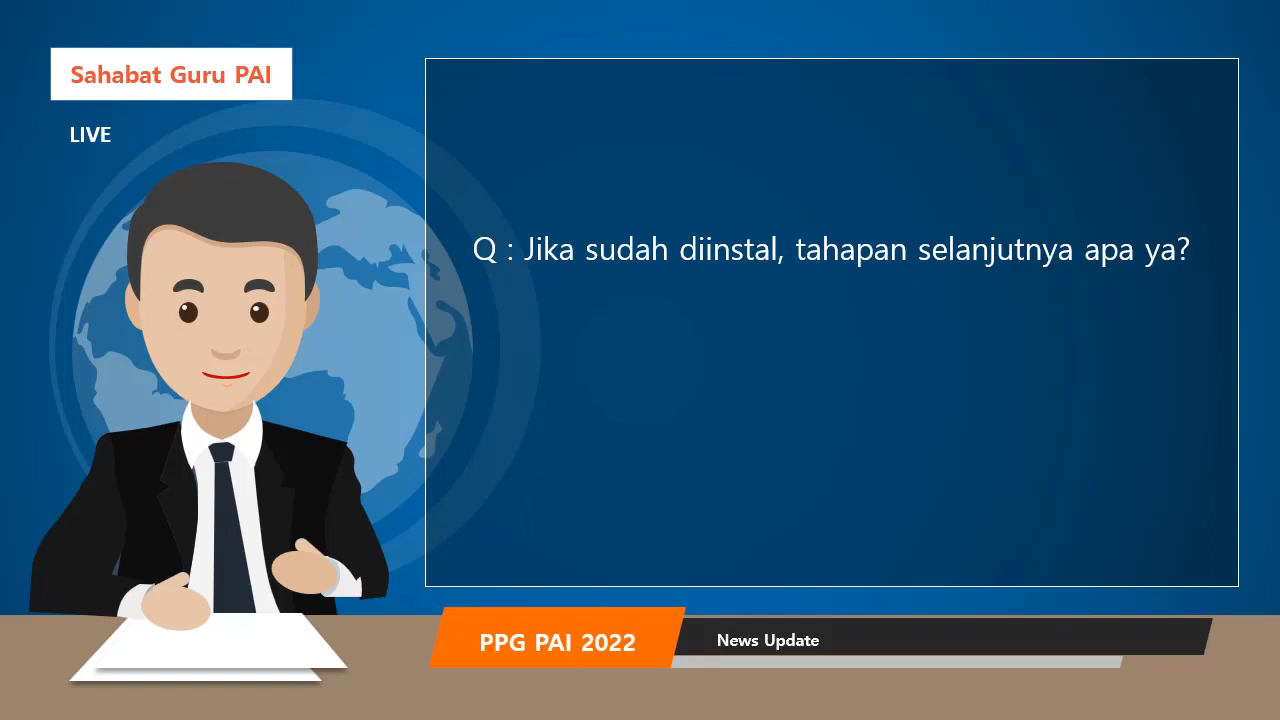 Sahabat Guru PAI
LIVE
Q : Jika sudah diinstal, tahapan selanjutnya apa ya?
PPG PAI 2022
News Update